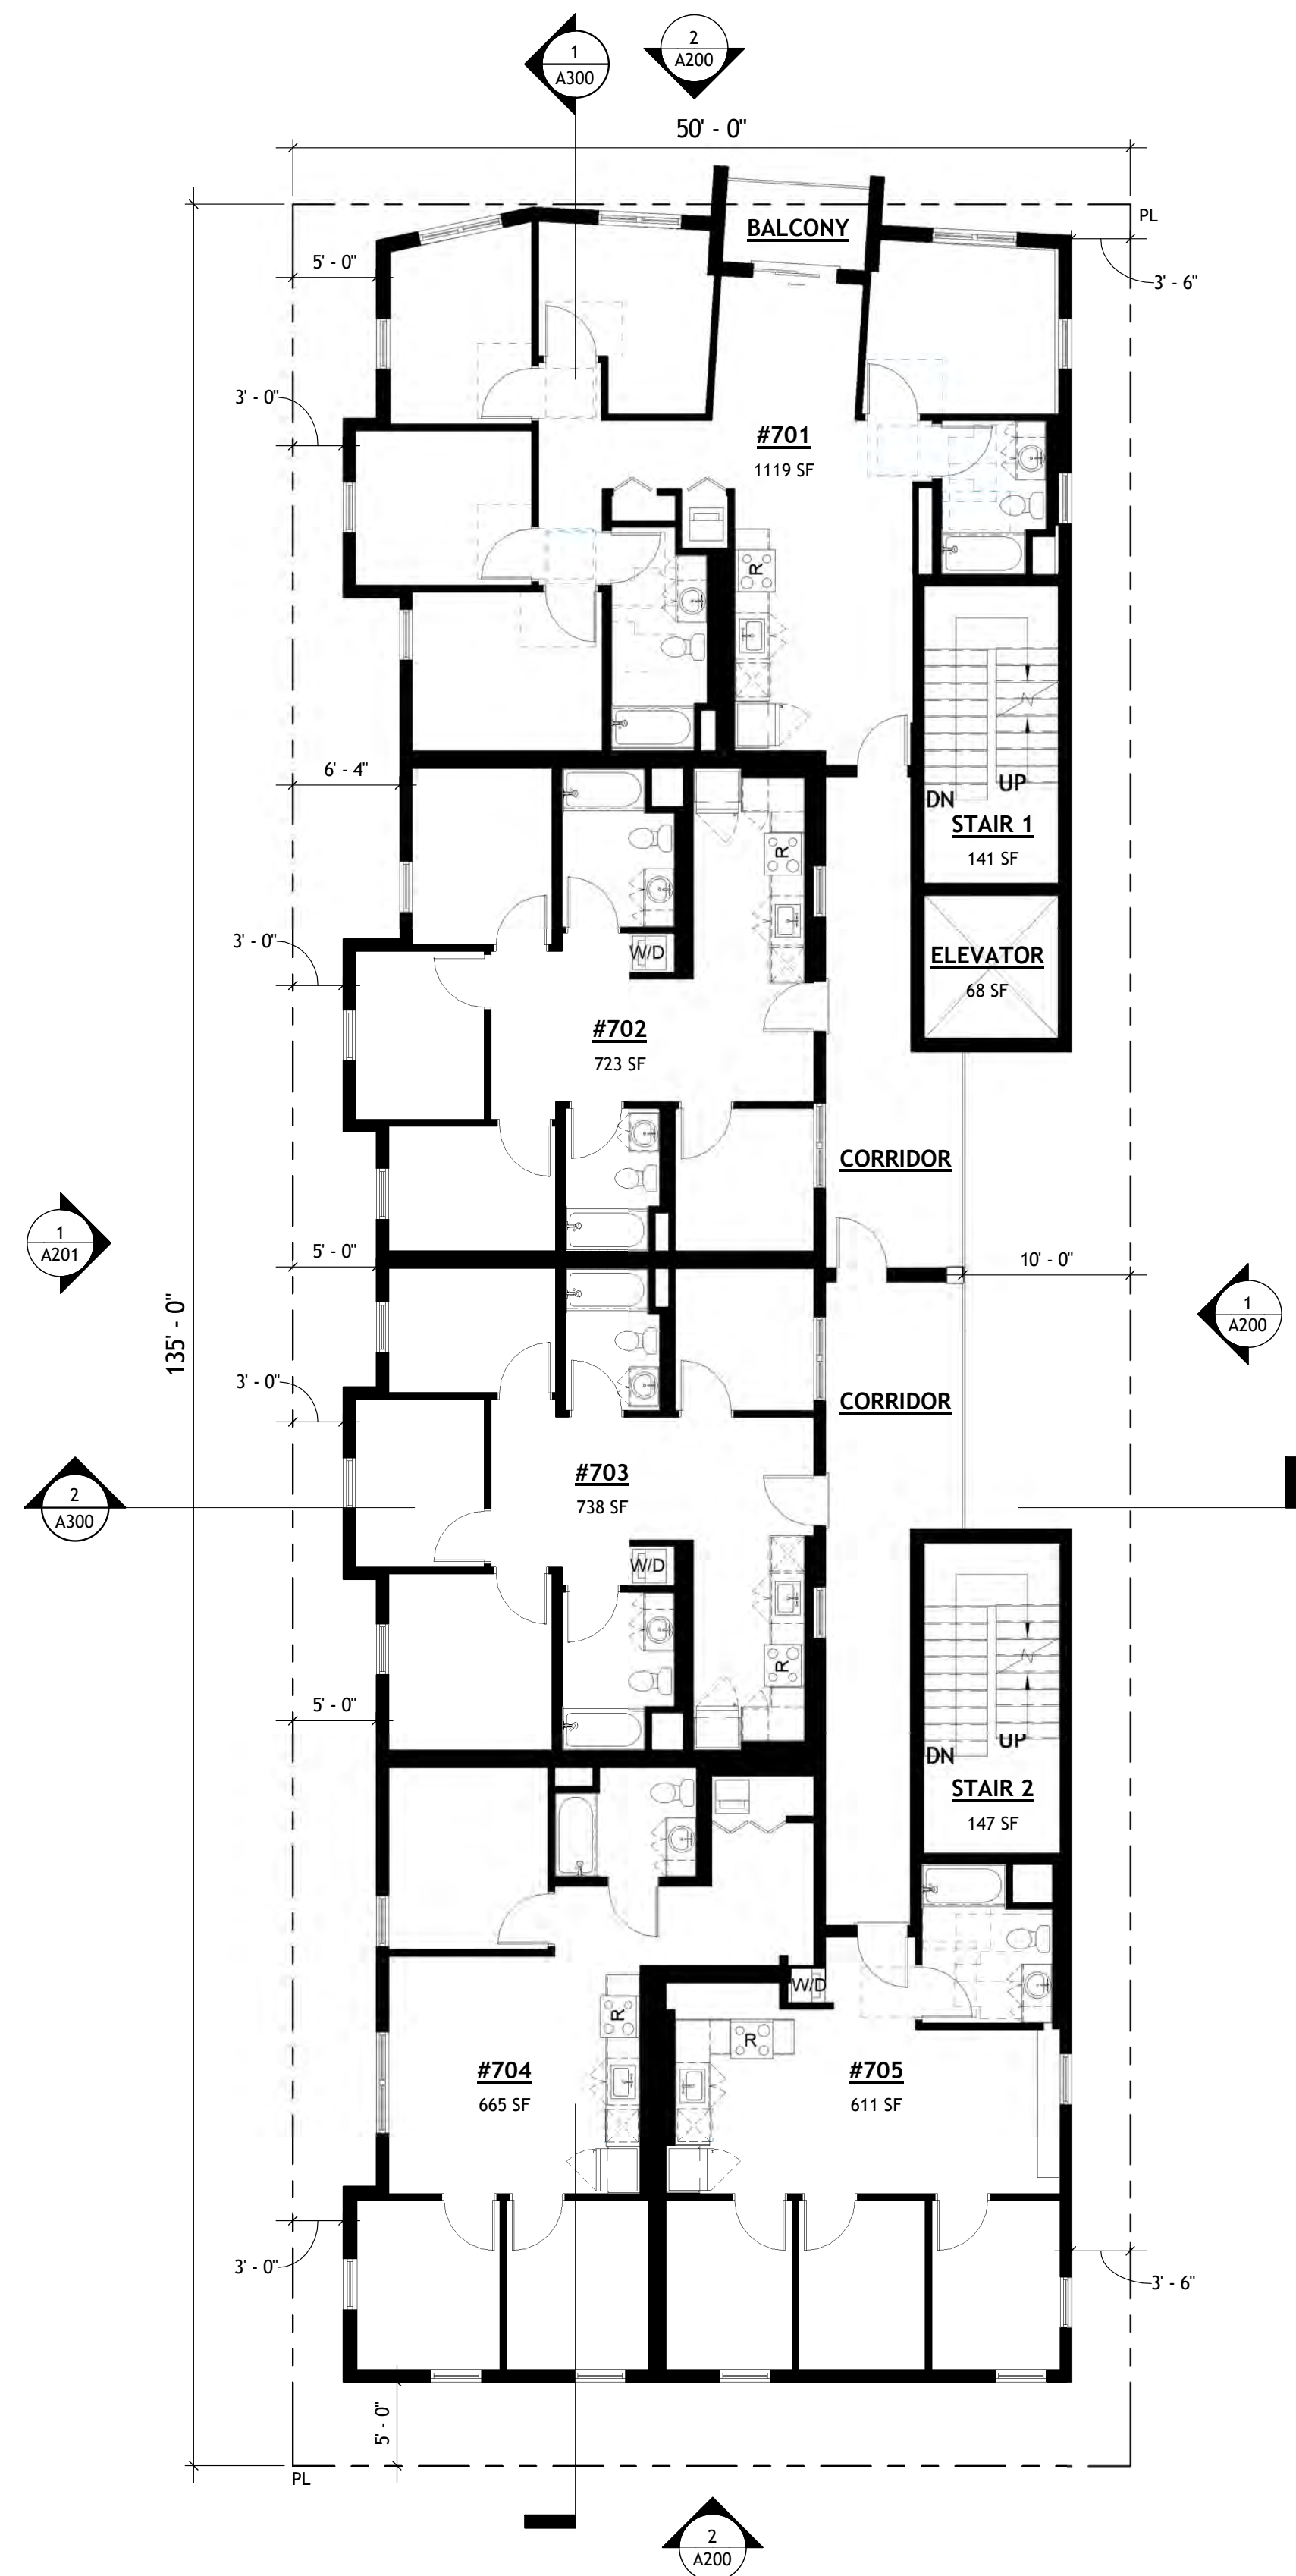 1
A300
2
A200
50' - 0"
BALCONY
PL
5' - 0"
3' - 6"
3' - 0"
#701
1119 SF
R
6' - 4"
DN
UP
STAIR 1
141 SF
R
3' - 0"
W/D
ELEVATOR
68 SF
#702
723 SF
CORRIDOR
1
A201
5' - 0"
10' - 0"
135' - 0"
1
A200
3' - 0"
CORRIDOR
#703
738 SF
2
A300
W/D
R
5' - 0"
DN
UP
STAIR 2
147 SF
W/D
R
R
#704
665 SF
#705
611 SF
3' - 0"
3' - 6"
5' - 0"
PL
2
A200